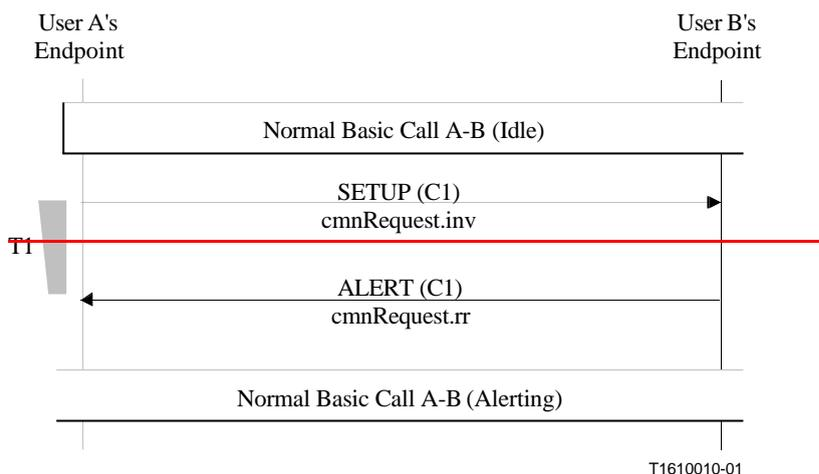 User A's
Endpoint
User B's
Endpoint
Normal Basic Call A-B (Idle)
SETUP (C1)
cmnRequest.inv
T1
ALERT (C1)
cmnRequest.rr
Normal Basic Call A-B (Alerting)
T1610010-01